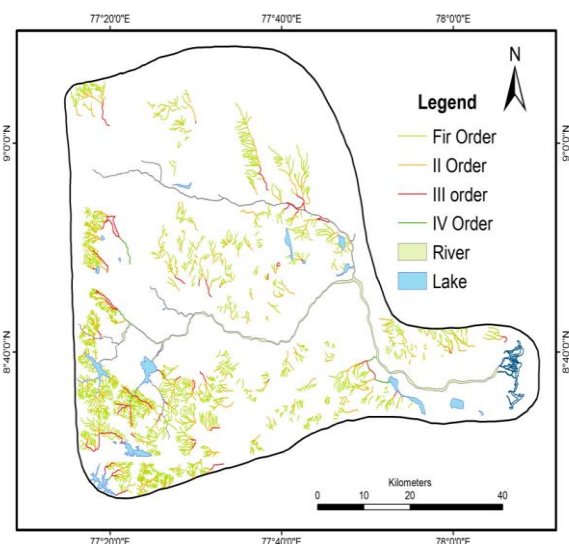 77°20'0"E 77°40'0"E 78°0'0"E
N
9°0'0"N
9°0'0"N
Legend
Fir Order
II Order
III order
IV Order
River
Lake
8°40'0"N
8°40'0"N
Kilometers
0 10 20 40
77°20'0"E 77°40'0"E 78°0'0"E